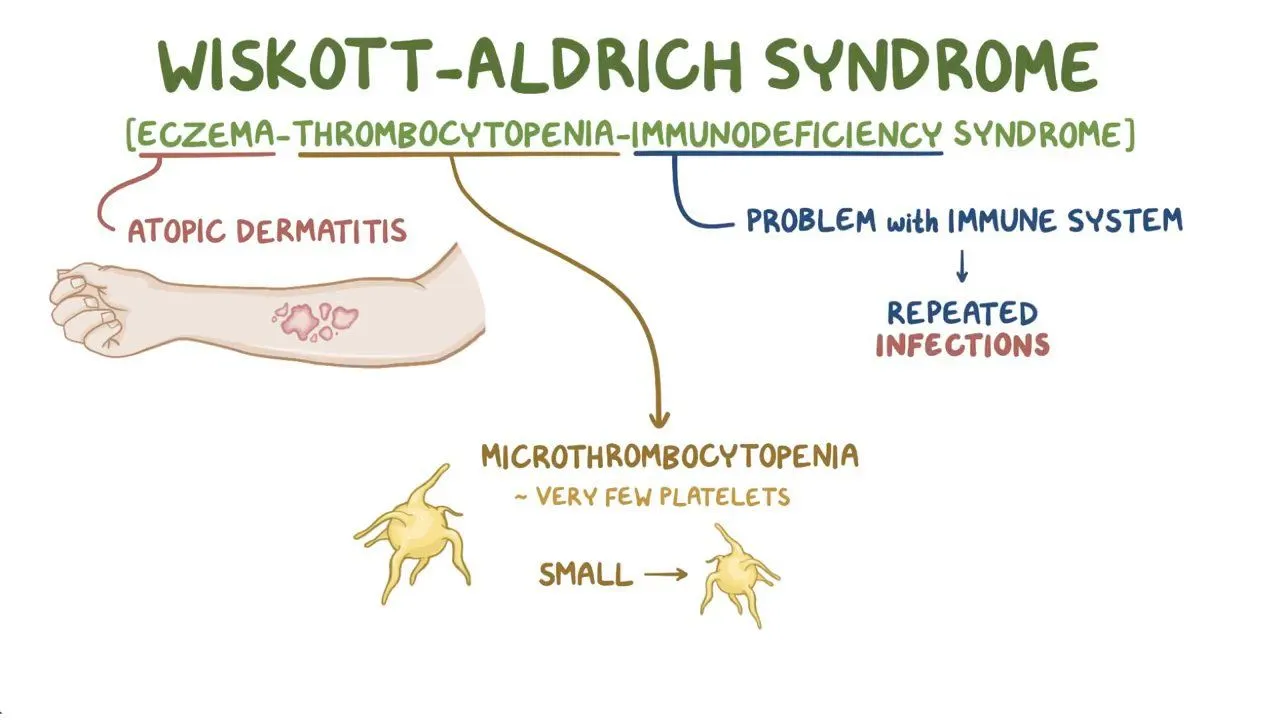 WISKOTT-ALDRICH SYNDROME
[ECZEMA-THROMBOCYTOPENIA-IMMUNODEFICIENCY SYNDROME]
ATOPIC DERMATITIS
PROBLEM with IMMUNE SYSTEM
↓
REPEATED
INFECTIONS
MICROTHROMBOCYTOPENIA
~ VERY FEW PLATELETS
SMALL →